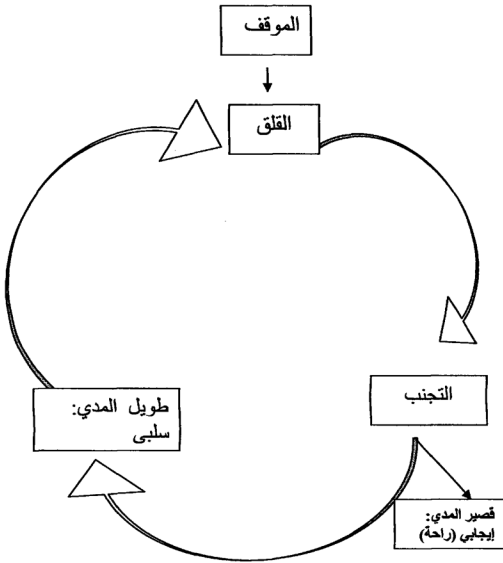 الموقف
القلق
التجنب
قصير المدي:
إيجابي (راحة)
طويل المدي:
سلبى